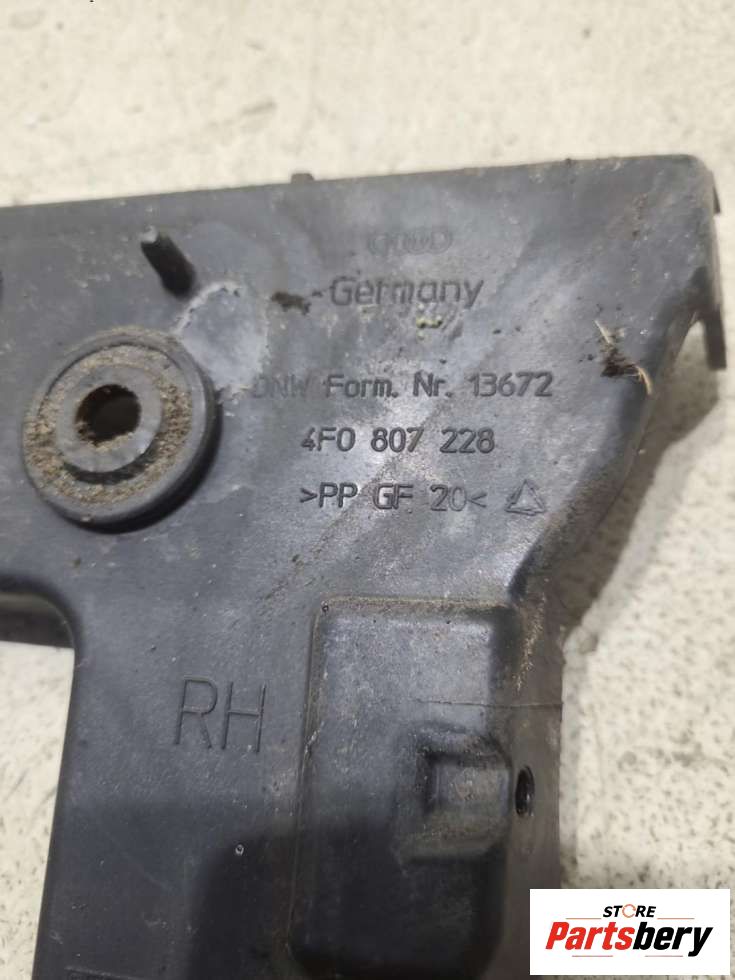 Germany
DNW Form. Nr. 13672
4F0 807 228
>PP GF 20<
RH
STORE
Partsbery